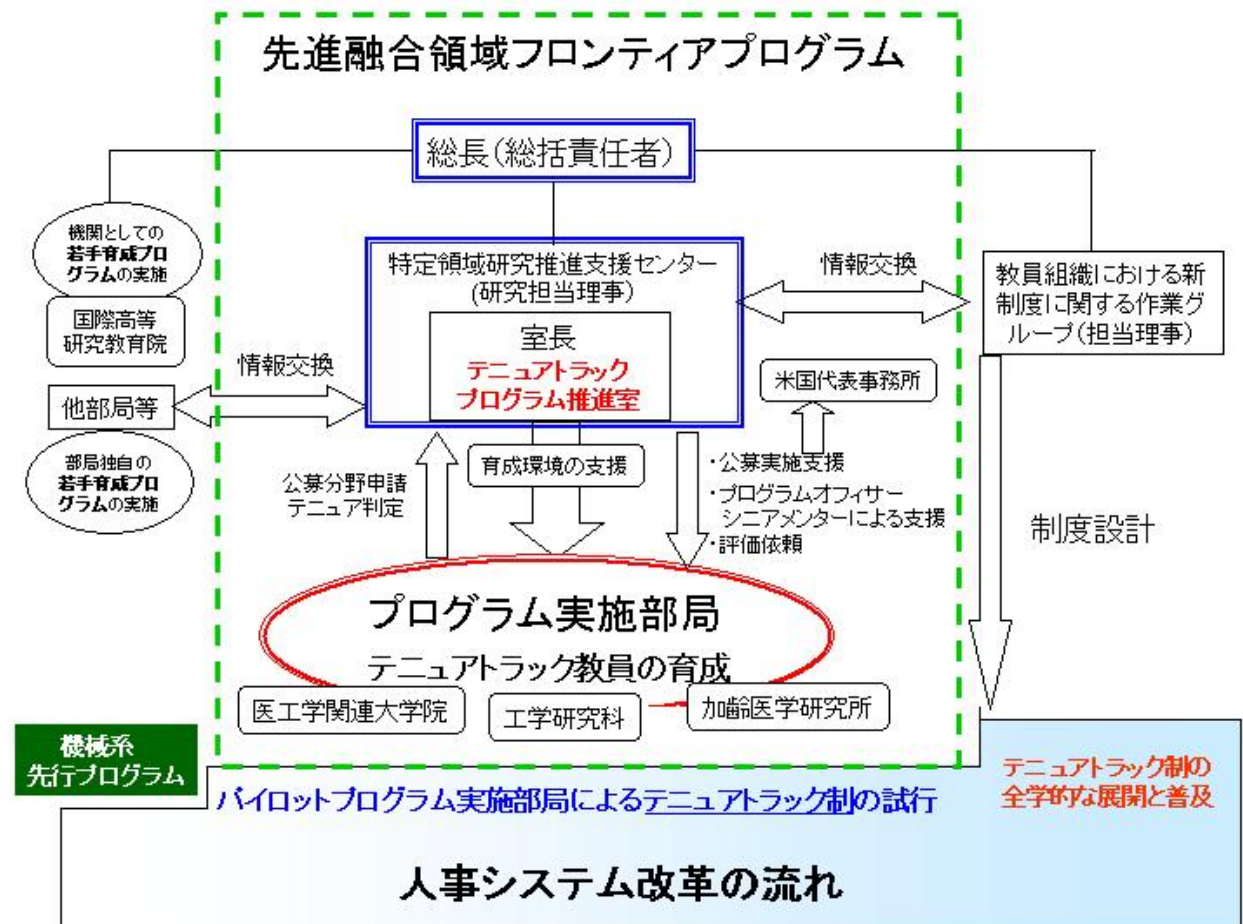 先進融合領域フロンティアプログラム
総長(総括責任者)
機関としての
若手育成プロ
グラムの実施
国際高等
研究教育院
情報交換
他部局等
部局独自の
若手育成プロ
グラムの実施
特定領域研究推進支援センター
(研究担当理事)
室長
テニュアトラック
プログラム推進室
情報交換
教員組織における新
制度に関する作業グ
ループ(担当理事)
米国代表事務所
公募分野申請
テニュア判定
育成環境の支援
・公募実施支援
・プログラムオフィサー
シニアメンターによる支援
・評価依頼
制度設計
プログラム実施部局
テニュアトラック教員の育成
医工学関連大学院
工学研究科
加齢医学研究所
機械系
先行プログラム
パイロットプログラム実施部局によるテニュアトラック制の試行
テニュアトラック制の
全学的な展開と普及
人事システム改革の流れ